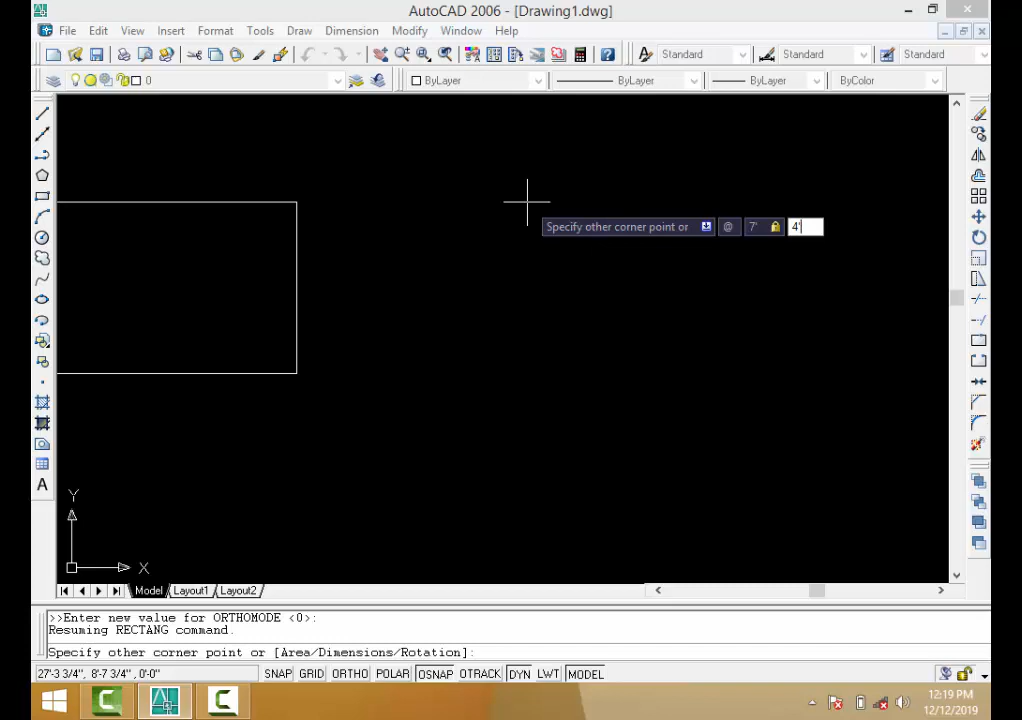 AutoCAD 2006 - [Drawing1.dwg]
File Edit View Insert Format Tools Draw Dimension Modify Window Help
Standard Standard Standard
0 ByLayer ByLayer ByLayer ByColor
Specify other corner point or @ 7' 4'
A
Y
X
Model Layout1 Layout2
>>Enter new value for ORTHOMODE <0>:
Resuming RECTANG command.
Specify other corner point or [Area/Dimensions/Rotation]:
27'-3 3/4", 8'-7 3/4", 0'-0" SNAP GRID ORTHO POLAR OSNAP OTRACK DYN LWT MODEL
12:19 PM
12/12/2019